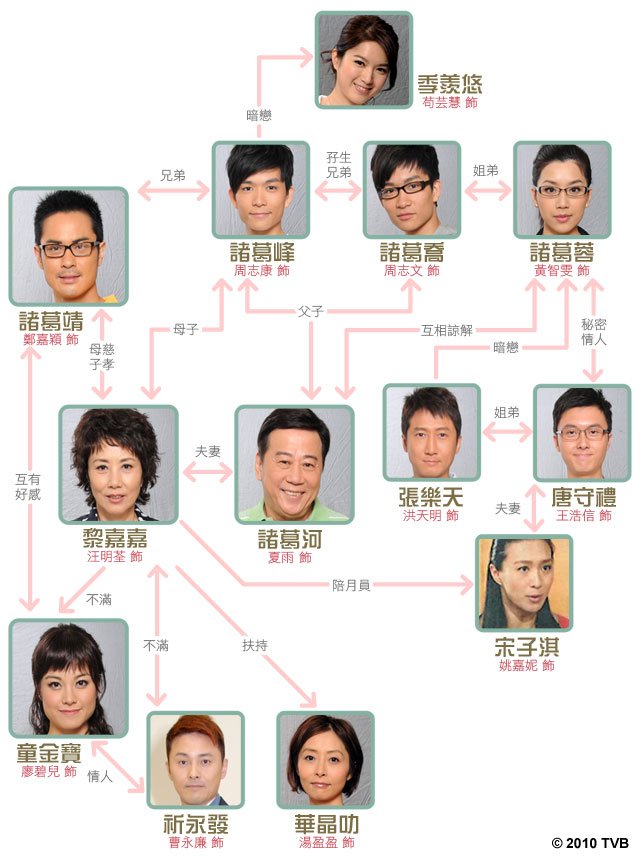 季羨悠
苟芸慧 飾
暗戀
兄弟
孖生
兄弟
姐弟
諸葛峰
周志康 飾
諸葛喬
周志文 飾
諸葛蓉
黃智雯 飾
諸葛靖
鄭嘉穎 飾
母慈
子孝
母子
父子
互相諒解
暗戀
秘密
情人
互有
好感
夫妻
姐弟
黎嘉嘉
汪明荃 飾
諸葛河
夏雨 飾
張樂天
洪天明 飾
唐守禮
王浩信 飾
夫妻
陪月員
宋子淇
姚嘉妮 飾
不滿
不滿
扶持
童金寶
廖碧兒 飾
情人
祈永發
曹永廉 飾
華晶叻
湯盈盈 飾
© 2010 TVB